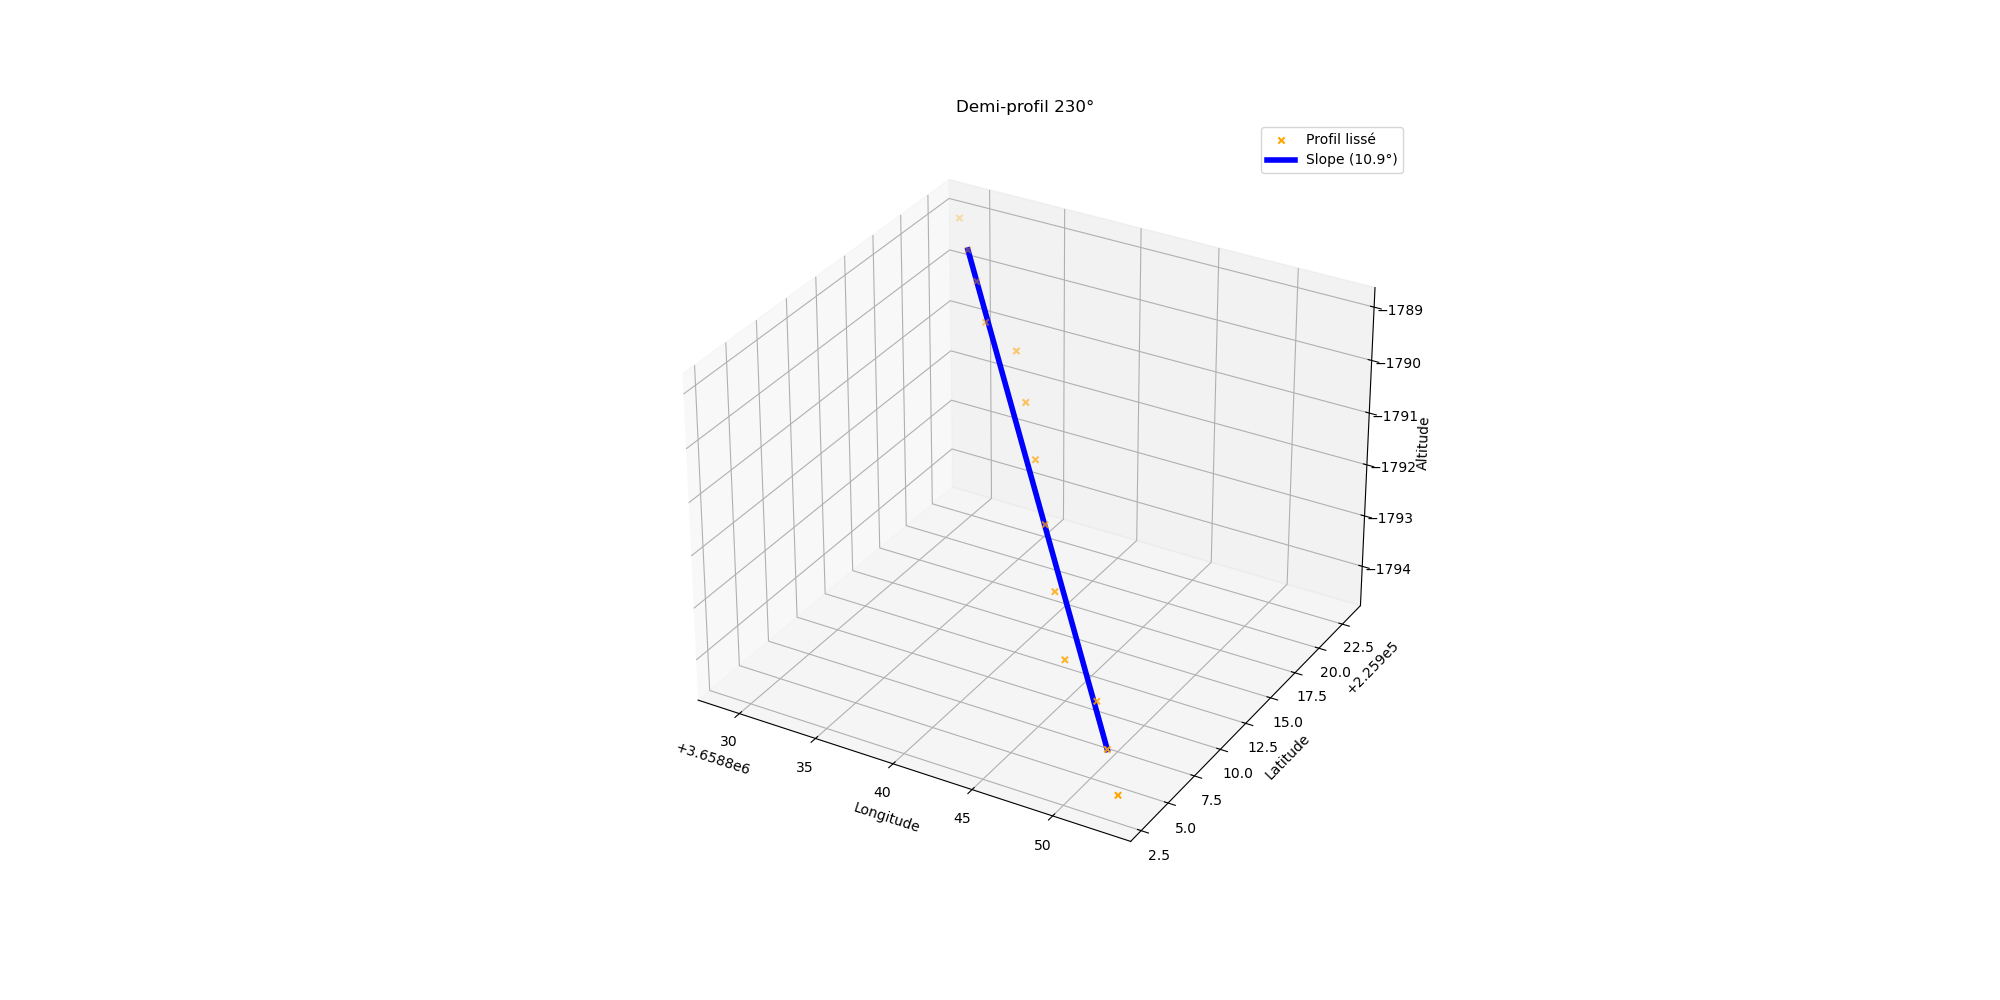 Demi-profil 230°
Profil lissé
Slope (10.9°)
−1789
−1790
−1791
−1792
−1793
−1794
Altitude
22.5
20.0
17.5
15.0
12.5
10.0
7.5
5.0
2.5
+2.259e5
Latitude
30
35
40
45
50
+3.6588e6
Longitude